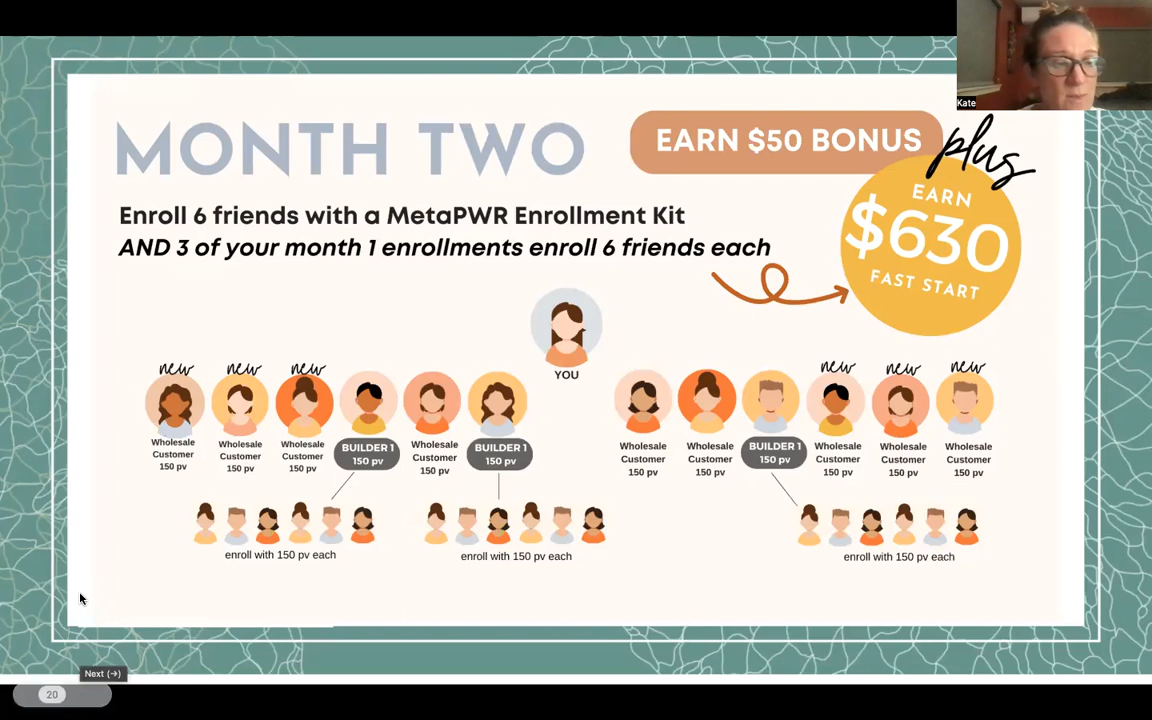 Kate
MONTH TWO
EARN $50 BONUS
plus
EARN
$630
FAST START
Enroll 6 friends with a MetaPWR Enrollment Kit
AND 3 of your month 1 enrollments enroll 6 friends each
YOU
new
new
new
new
new
new
Wholesale
Customer
150 pv
Wholesale
Customer
150 pv
Wholesale
Customer
150 pv
BUILDER 1
150 pv
Wholesale
Customer
150 pv
BUILDER 1
150 pv
Wholesale
Customer
150 pv
Wholesale
Customer
150 pv
BUILDER 1
150 pv
Wholesale
Customer
150 pv
Wholesale
Customer
150 pv
Wholesale
Customer
150 pv
enroll with 150 pv each
enroll with 150 pv each
enroll with 150 pv each
Next (→)
20